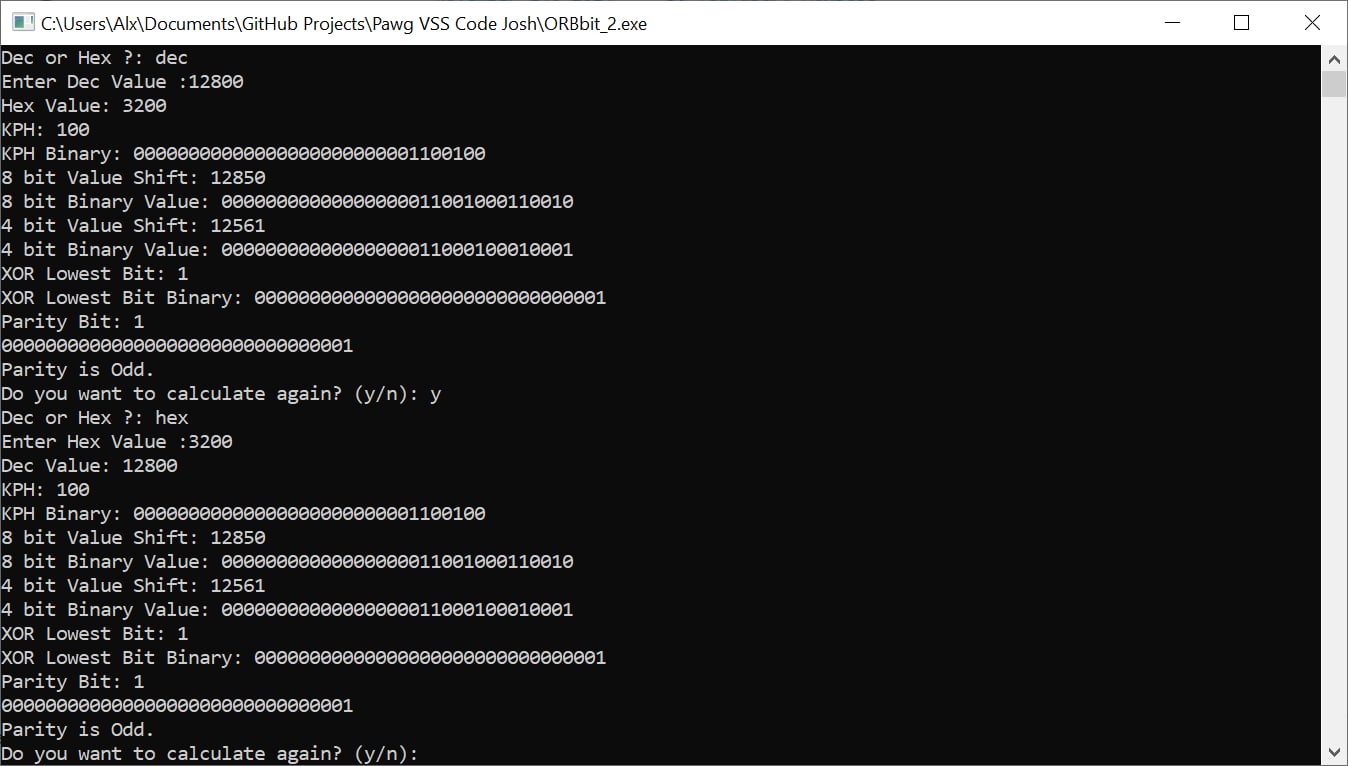 C:\Users\Alx\Documents\GitHub Projects\Pawg VSS Code Josh\ORBbit_2.exe
Dec or Hex ?: dec
Enter Dec Value :12800
Hex Value: 3200
KPH: 100
KPH Binary: 00000000000000000000000001100100
8 bit Value Shift: 12850
8 bit Binary Value: 00000000000000000011001000110010
4 bit Value Shift: 12561
4 bit Binary Value: 00000000000000000011000100010001
XOR Lowest Bit: 1
XOR Lowest Bit Binary: 00000000000000000000000000000001
Parity Bit: 1
00000000000000000000000000000001
Parity is Odd.
Do you want to calculate again? (y/n): y
Dec or Hex ?: hex
Enter Hex Value :3200
Dec Value: 12800
KPH: 100
KPH Binary: 00000000000000000000000001100100
8 bit Value Shift: 12850
8 bit Binary Value: 00000000000000000011001000110010
4 bit Value Shift: 12561
4 bit Binary Value: 00000000000000000011000100010001
XOR Lowest Bit: 1
XOR Lowest Bit Binary: 00000000000000000000000000000001
Parity Bit: 1
00000000000000000000000000000001
Parity is Odd.
Do you want to calculate again? (y/n):